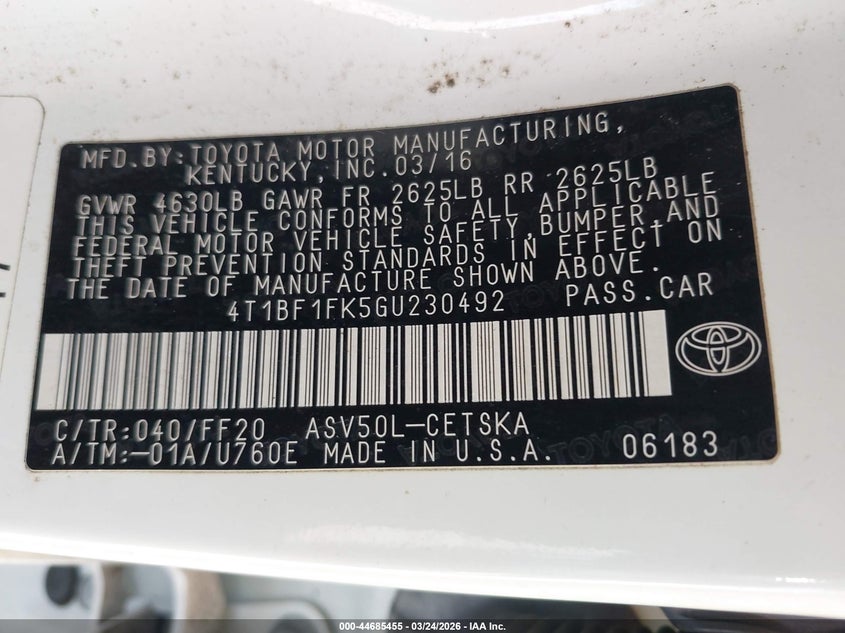 MFD. BY: TOYOTA MOTOR MANUFACTURING,
KENTUCKY, INC. 03/16
GVWR 4630LB GAWR FR 2625LB RR 2625LB
THIS VEHICLE CONFORMS TO ALL APPLICABLE
FEDERAL MOTOR VEHICLE SAFETY, BUMPER, AND
THEFT PREVENTION STANDARDS IN EFFECT ON
THE DATE OF MANUFACTURE SHOWN ABOVE.
4T1BF1FK5GU230492 PASS.CAR
C/TR: 040/FF20 ASV50L-CETSKA
A/TM:-01A/U760E MADE IN U.S.A. 06183
000-44685455 - 03/24/2026 - IAA Inc.